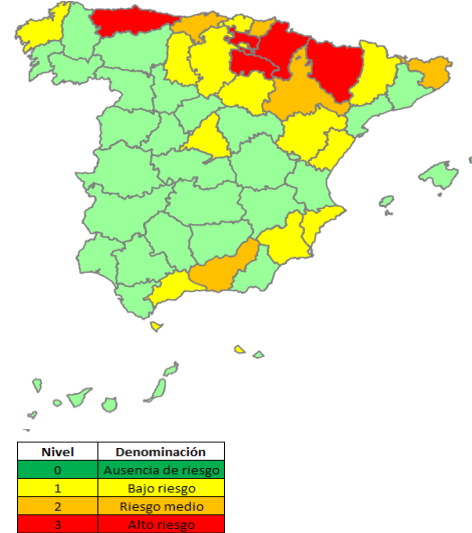 Nivel Denominación
0 Ausencia de riesgo
1 Bajo riesgo
2 Riesgo medio
3 Alto riesgo